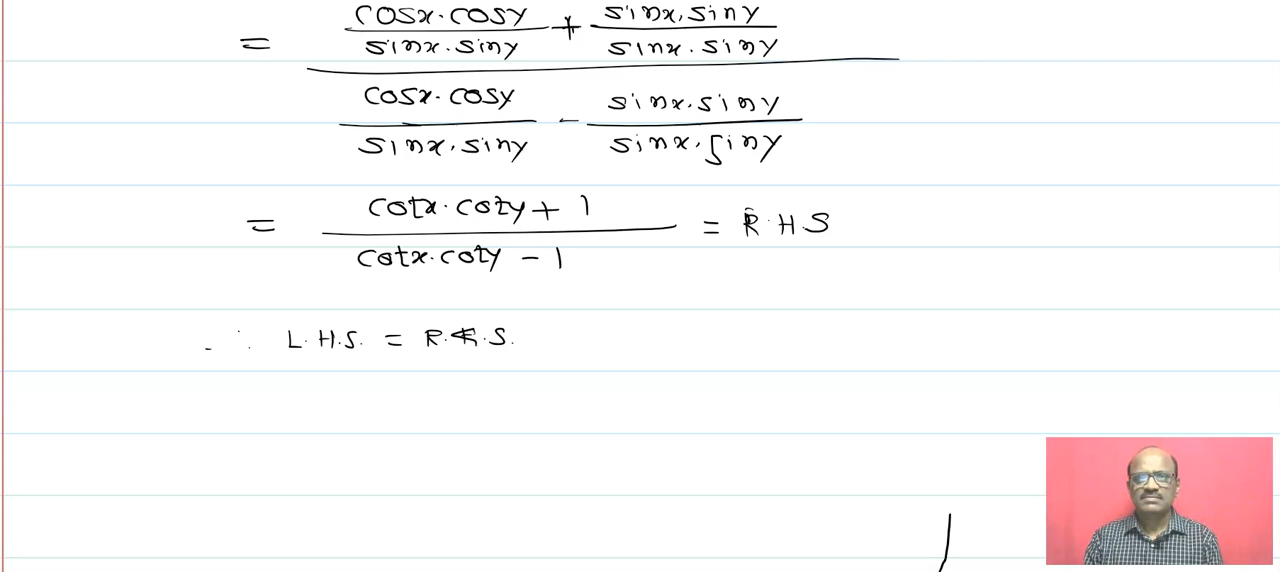 = (cosx·cosy / sinx·siny + sinx·siny / sinx·siny) / (cosx·cosy / sinx·siny - sinx·siny / sinx·siny)
= (cotx·coty + 1) / (cotx·coty - 1) = R.H.S
∴ L.H.S. = R.H.S.